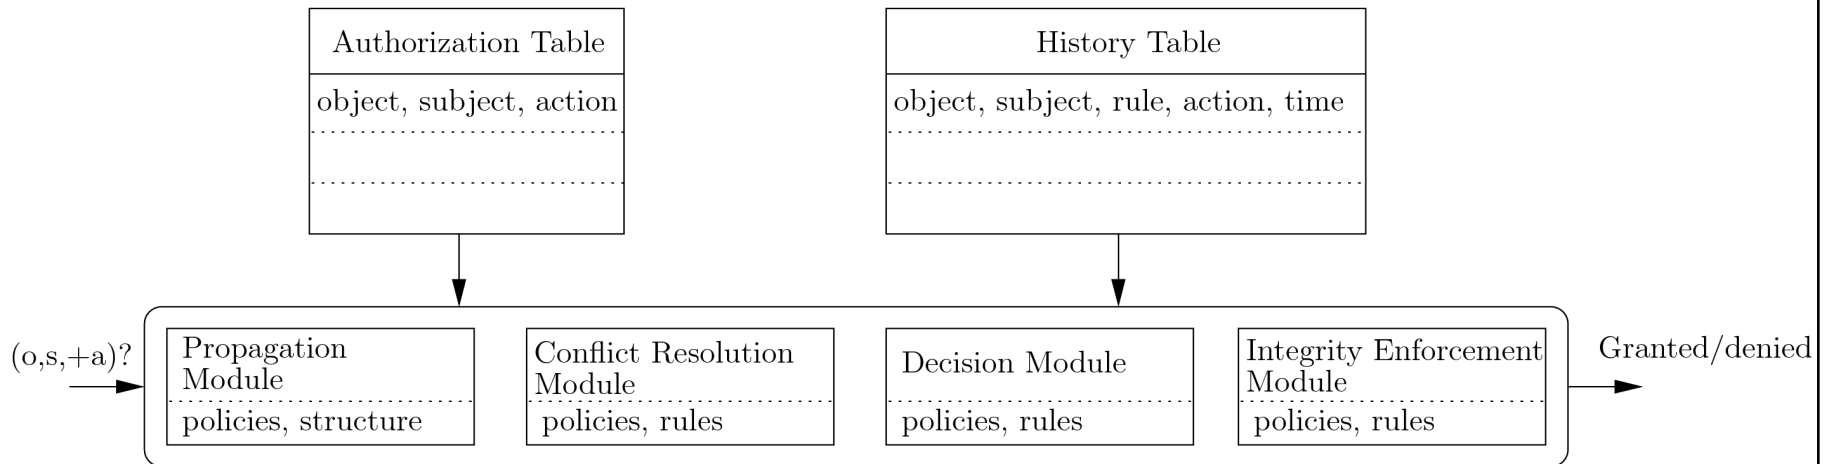 Authorization Table
object, subject, action
History Table
object, subject, rule, action, time
(o,s,+a)?
Propagation
Module
policies, structure
Conflict Resolution
Module
policies, rules
Decision Module
policies, rules
Integrity Enforcement
Module
policies, rules
Granted/denied